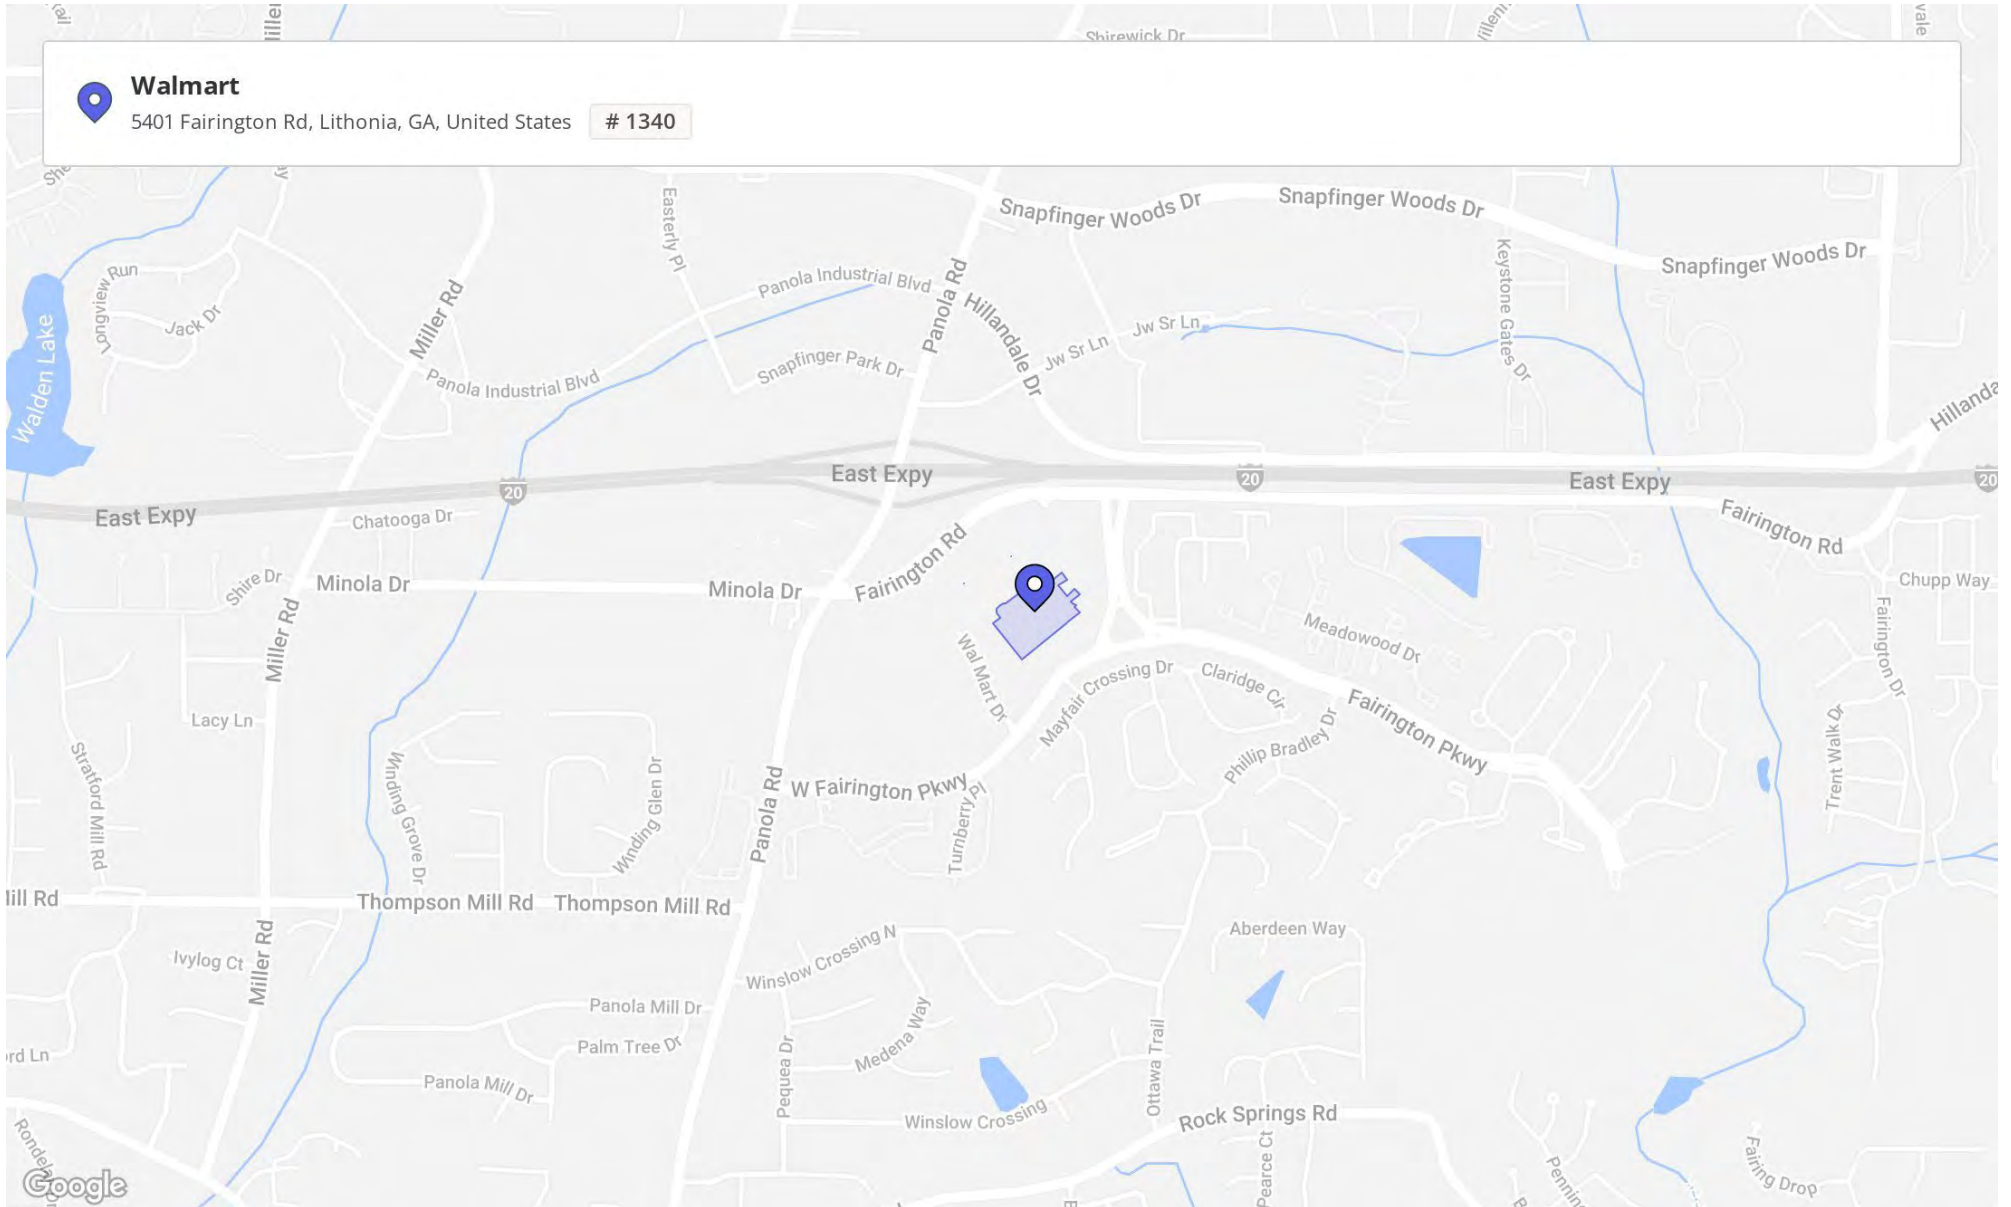 Shirewick Dr
Walmart
5401 Fairington Rd, Lithonia, GA, United States
# 1340
Snapfinger Woods Dr
Snapfinger Woods Dr
Snapfinger Woods Dr
Easterly Pl
Keystone Gates Dr
Longview Run
Jack Dr
Miller Rd
Panola Industrial Blvd
Panola Rd
Hillandale Dr
Jw Sr Ln
Jw Sr Ln
Snapfinger Park Dr
Panola Industrial Blvd
Walden Lake
East Expy
20
East Expy
20
East Expy
20
Chatooga Dr
Fairington Rd
Fairington Rd
Shire Dr
Minola Dr
Minola Dr
Chupp Way
Miller Rd
Wal Mart Dr
Meadowood Dr
Fairington Dr
Mayfair Crossing Dr
Claridge Cir
Lacy Ln
Fairington Pkwy
Phillip Bradley Dr
Trent Walk Dr
Stratford Mill Rd
Winding Grove Dr
Winding Glen Dr
Panola Rd
W Fairington Pkwy
Turnberry Pl
Mill Rd
Thompson Mill Rd
Thompson Mill Rd
Winslow Crossing N
Aberdeen Way
Ivylog Ct
Miller Rd
Panola Mill Dr
Medena Way
Palm Tree Dr
rd Ln
Panola Mill Dr
Pequea Dr
Ottawa Trail
Winslow Crossing
Rock Springs Rd
Pearce Ct
Fairing Drop
Google